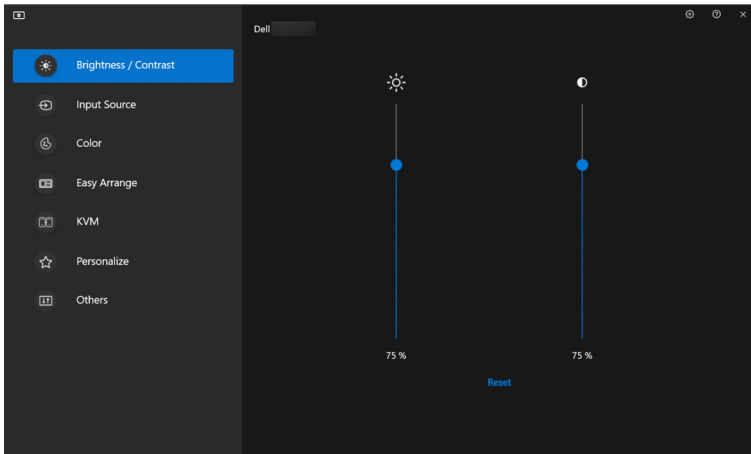 Dell
Brightness / Contrast
Input Source
Color
Easy Arrange
KVM
Personalize
Others
75 %
75 %
Reset